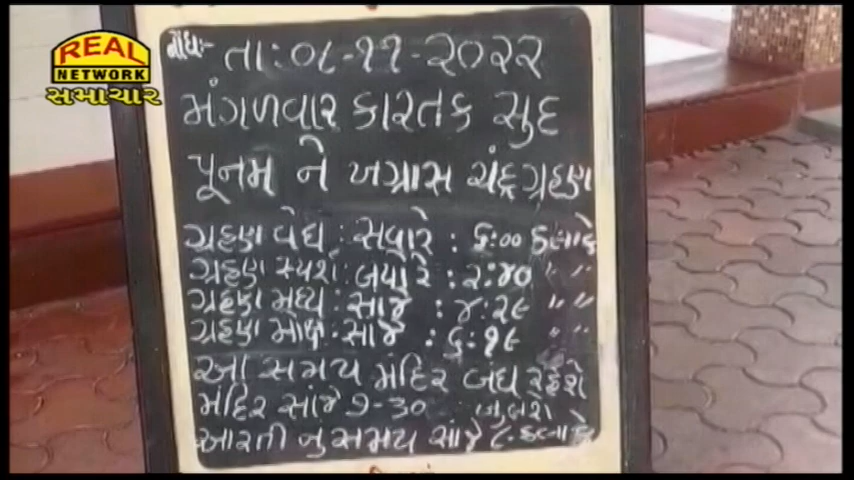 REAL
NETWORK
સમાચાર
નોંધઃ-
તા:૦૮-૧૧-૨૦૨૨
મંગળવાર કારતક સુદ
પૂનમ ને ખગ્રાસ ચંદ્રગ્રહણ
ગ્રહણ વેધ : સવારે : ૬:૦૦ કલાકે
ગ્રહણ સ્પર્શ: બપોરે : ૨:૪૦ " "
ગ્રહણ મધ્ય : સાંજે : ૪:૨૯ " "
ગ્રહણ મોક્ષ : સાંજે : ૬:૧૯ " "
આ સમય મંદિર બંધ રહેશે
મંદિર સાંજે ૭-૩૦ ખુલશે
આરતી નુ સમય સાંજે ૮ કલાકે